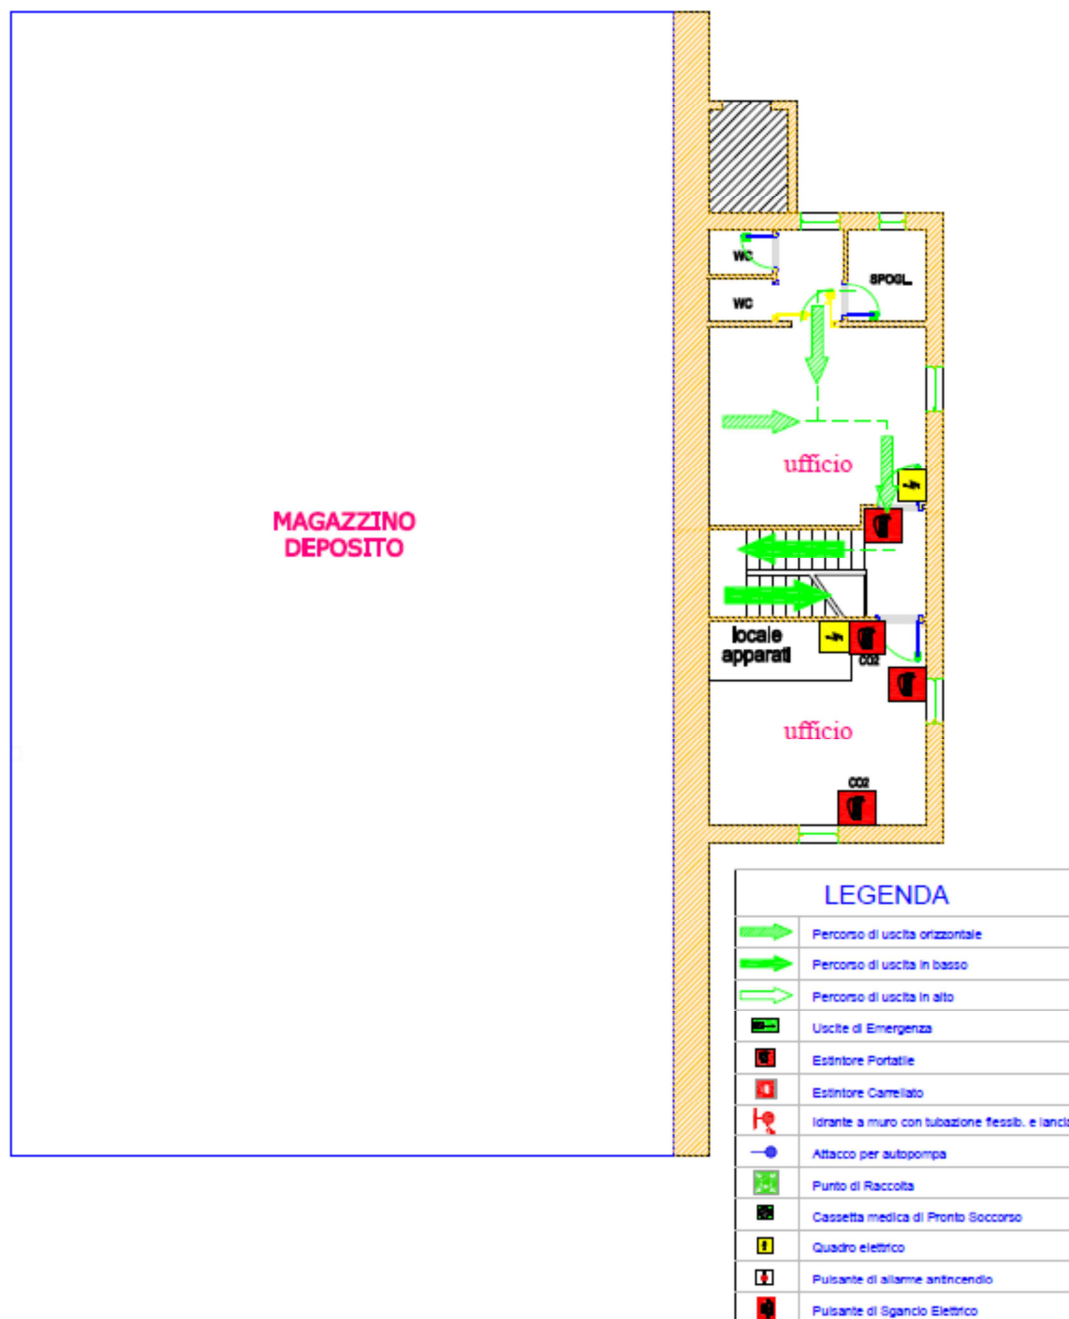 WC
SPOGL.
WC
ufficio
MAGAZZINO
DEPOSITO
locale
apparati
CO2
ufficio
CO2
LEGENDA
Percorso di uscita orizzontale
Percorso di uscita in basso
Percorso di uscita in alto
Uscite di Emergenza
Estintore Portatile
Estintore Carrellato
Idrante a muro con tubazione flessib. e lancia
Attacco per autopompa
Punto di Raccolta
Cassetta medica di Pronto Soccorso
Quadro elettrico
Pulsante di allarme antincendio
Pulsante di Sgancio Elettrico